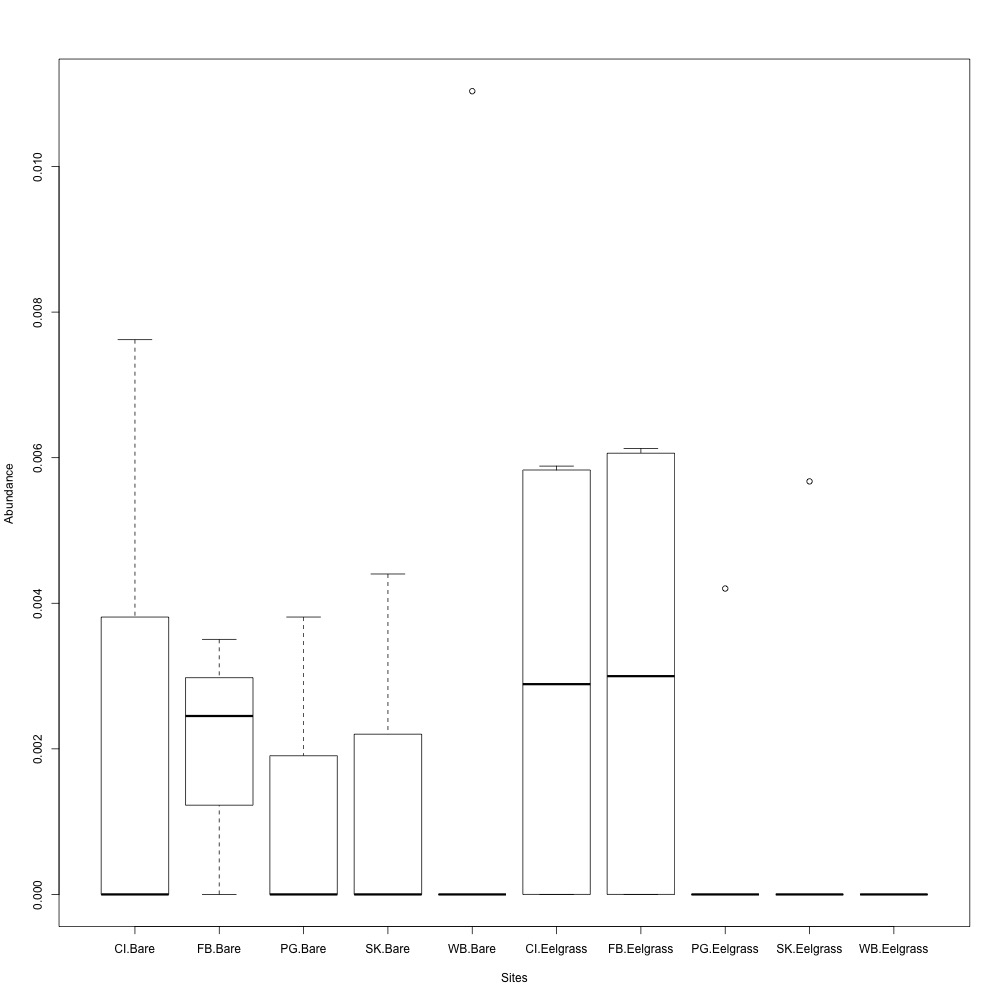 0.010
0.008
0.006
0.004
0.002
0.000
Abundance
CI.Bare FB.Bare PG.Bare SK.Bare WB.Bare CI.Eelgrass FB.Eelgrass PG.Eelgrass SK.Eelgrass WB.Eelgrass
Sites